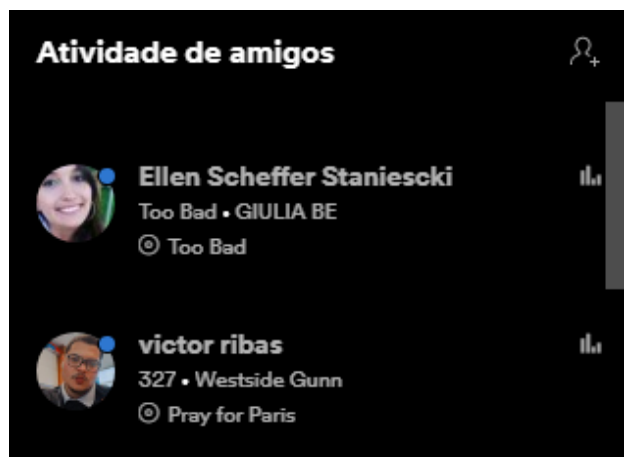 Atividade de amigos
Ellen Scheffer Staniescki
Too Bad • GIULIA BE
Too Bad
victor ribas
327 • Westside Gunn
Pray for Paris